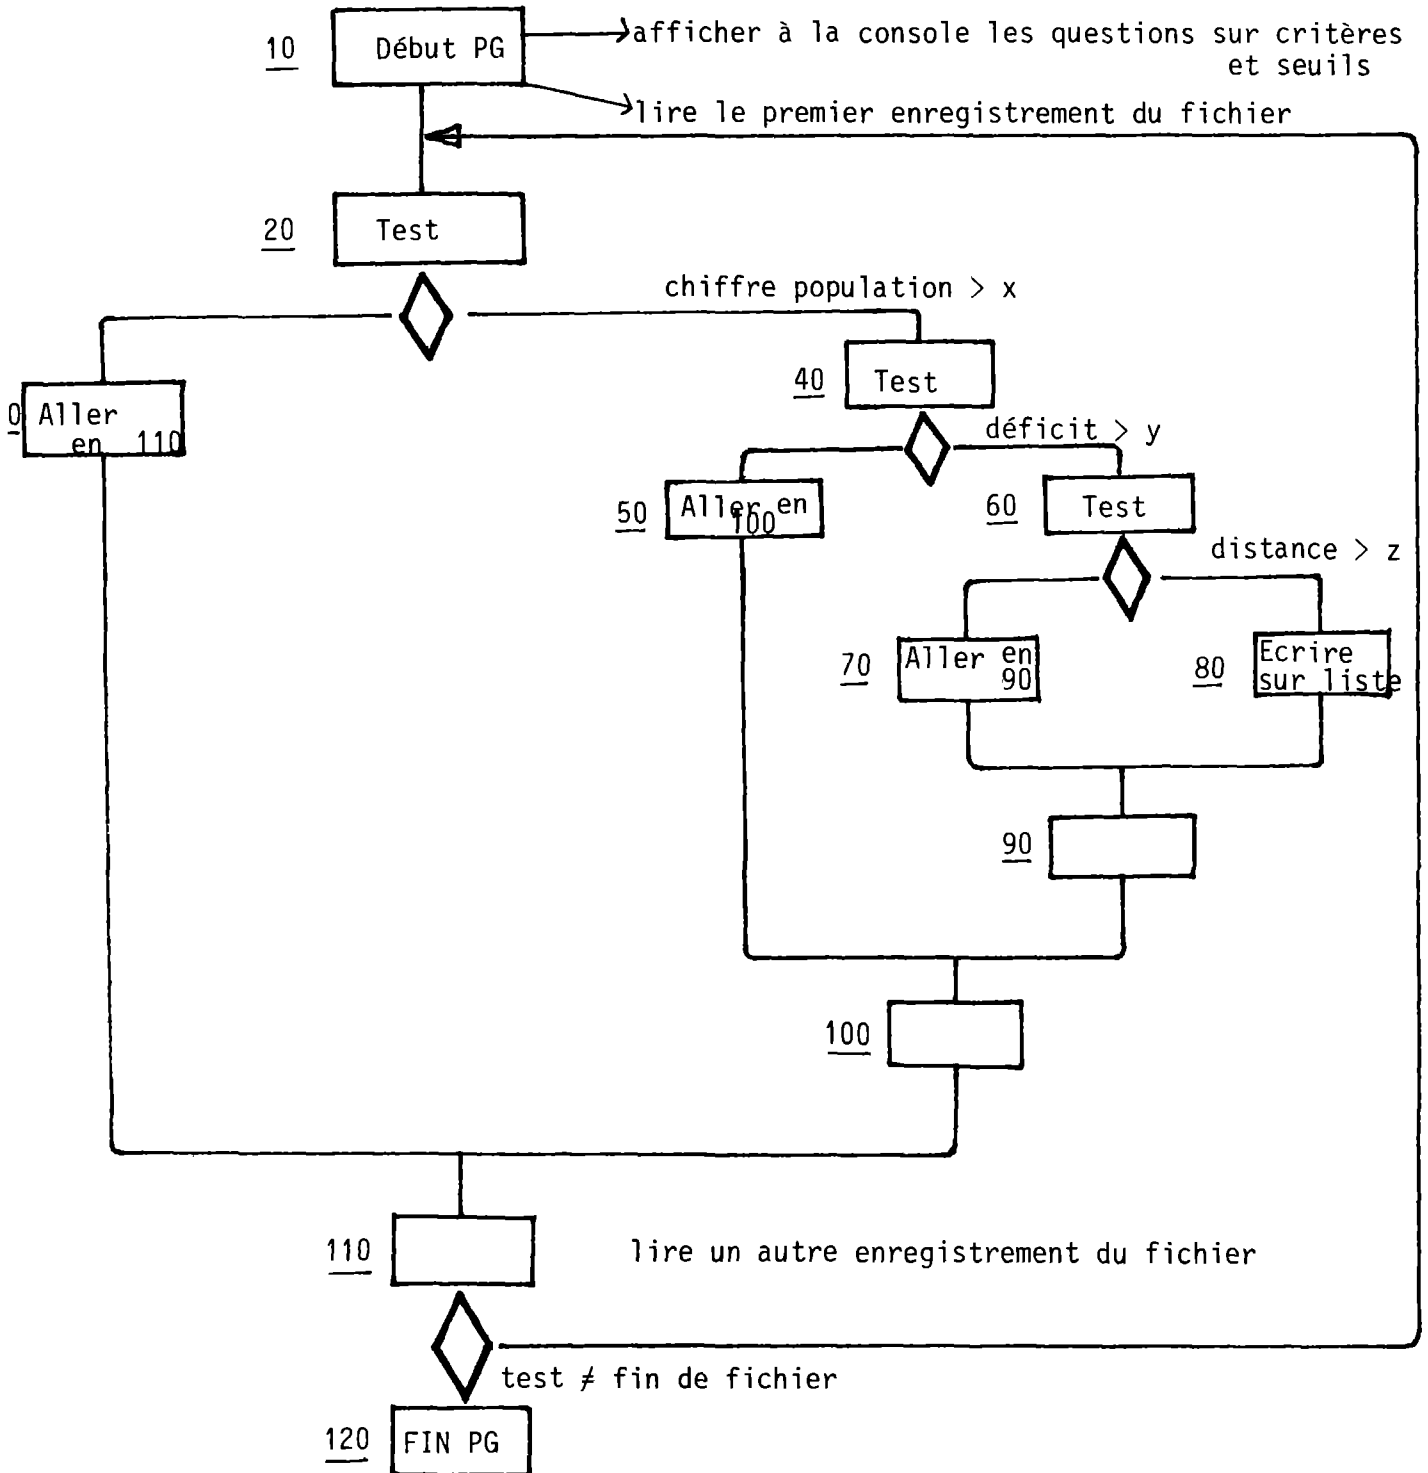 10
Début PG
afficher à la console les questions sur critères
et seuils
lire le premier enregistrement du fichier
20
Test
chiffre population > x
0
Aller
en 110
40
Test
déficit > y
50
Aller en
100
60
Test
distance > z
70
Aller en
90
80
Ecrire
sur liste
90
100
110
lire un autre enregistrement du fichier
test ≠ fin de fichier
120
FIN PG